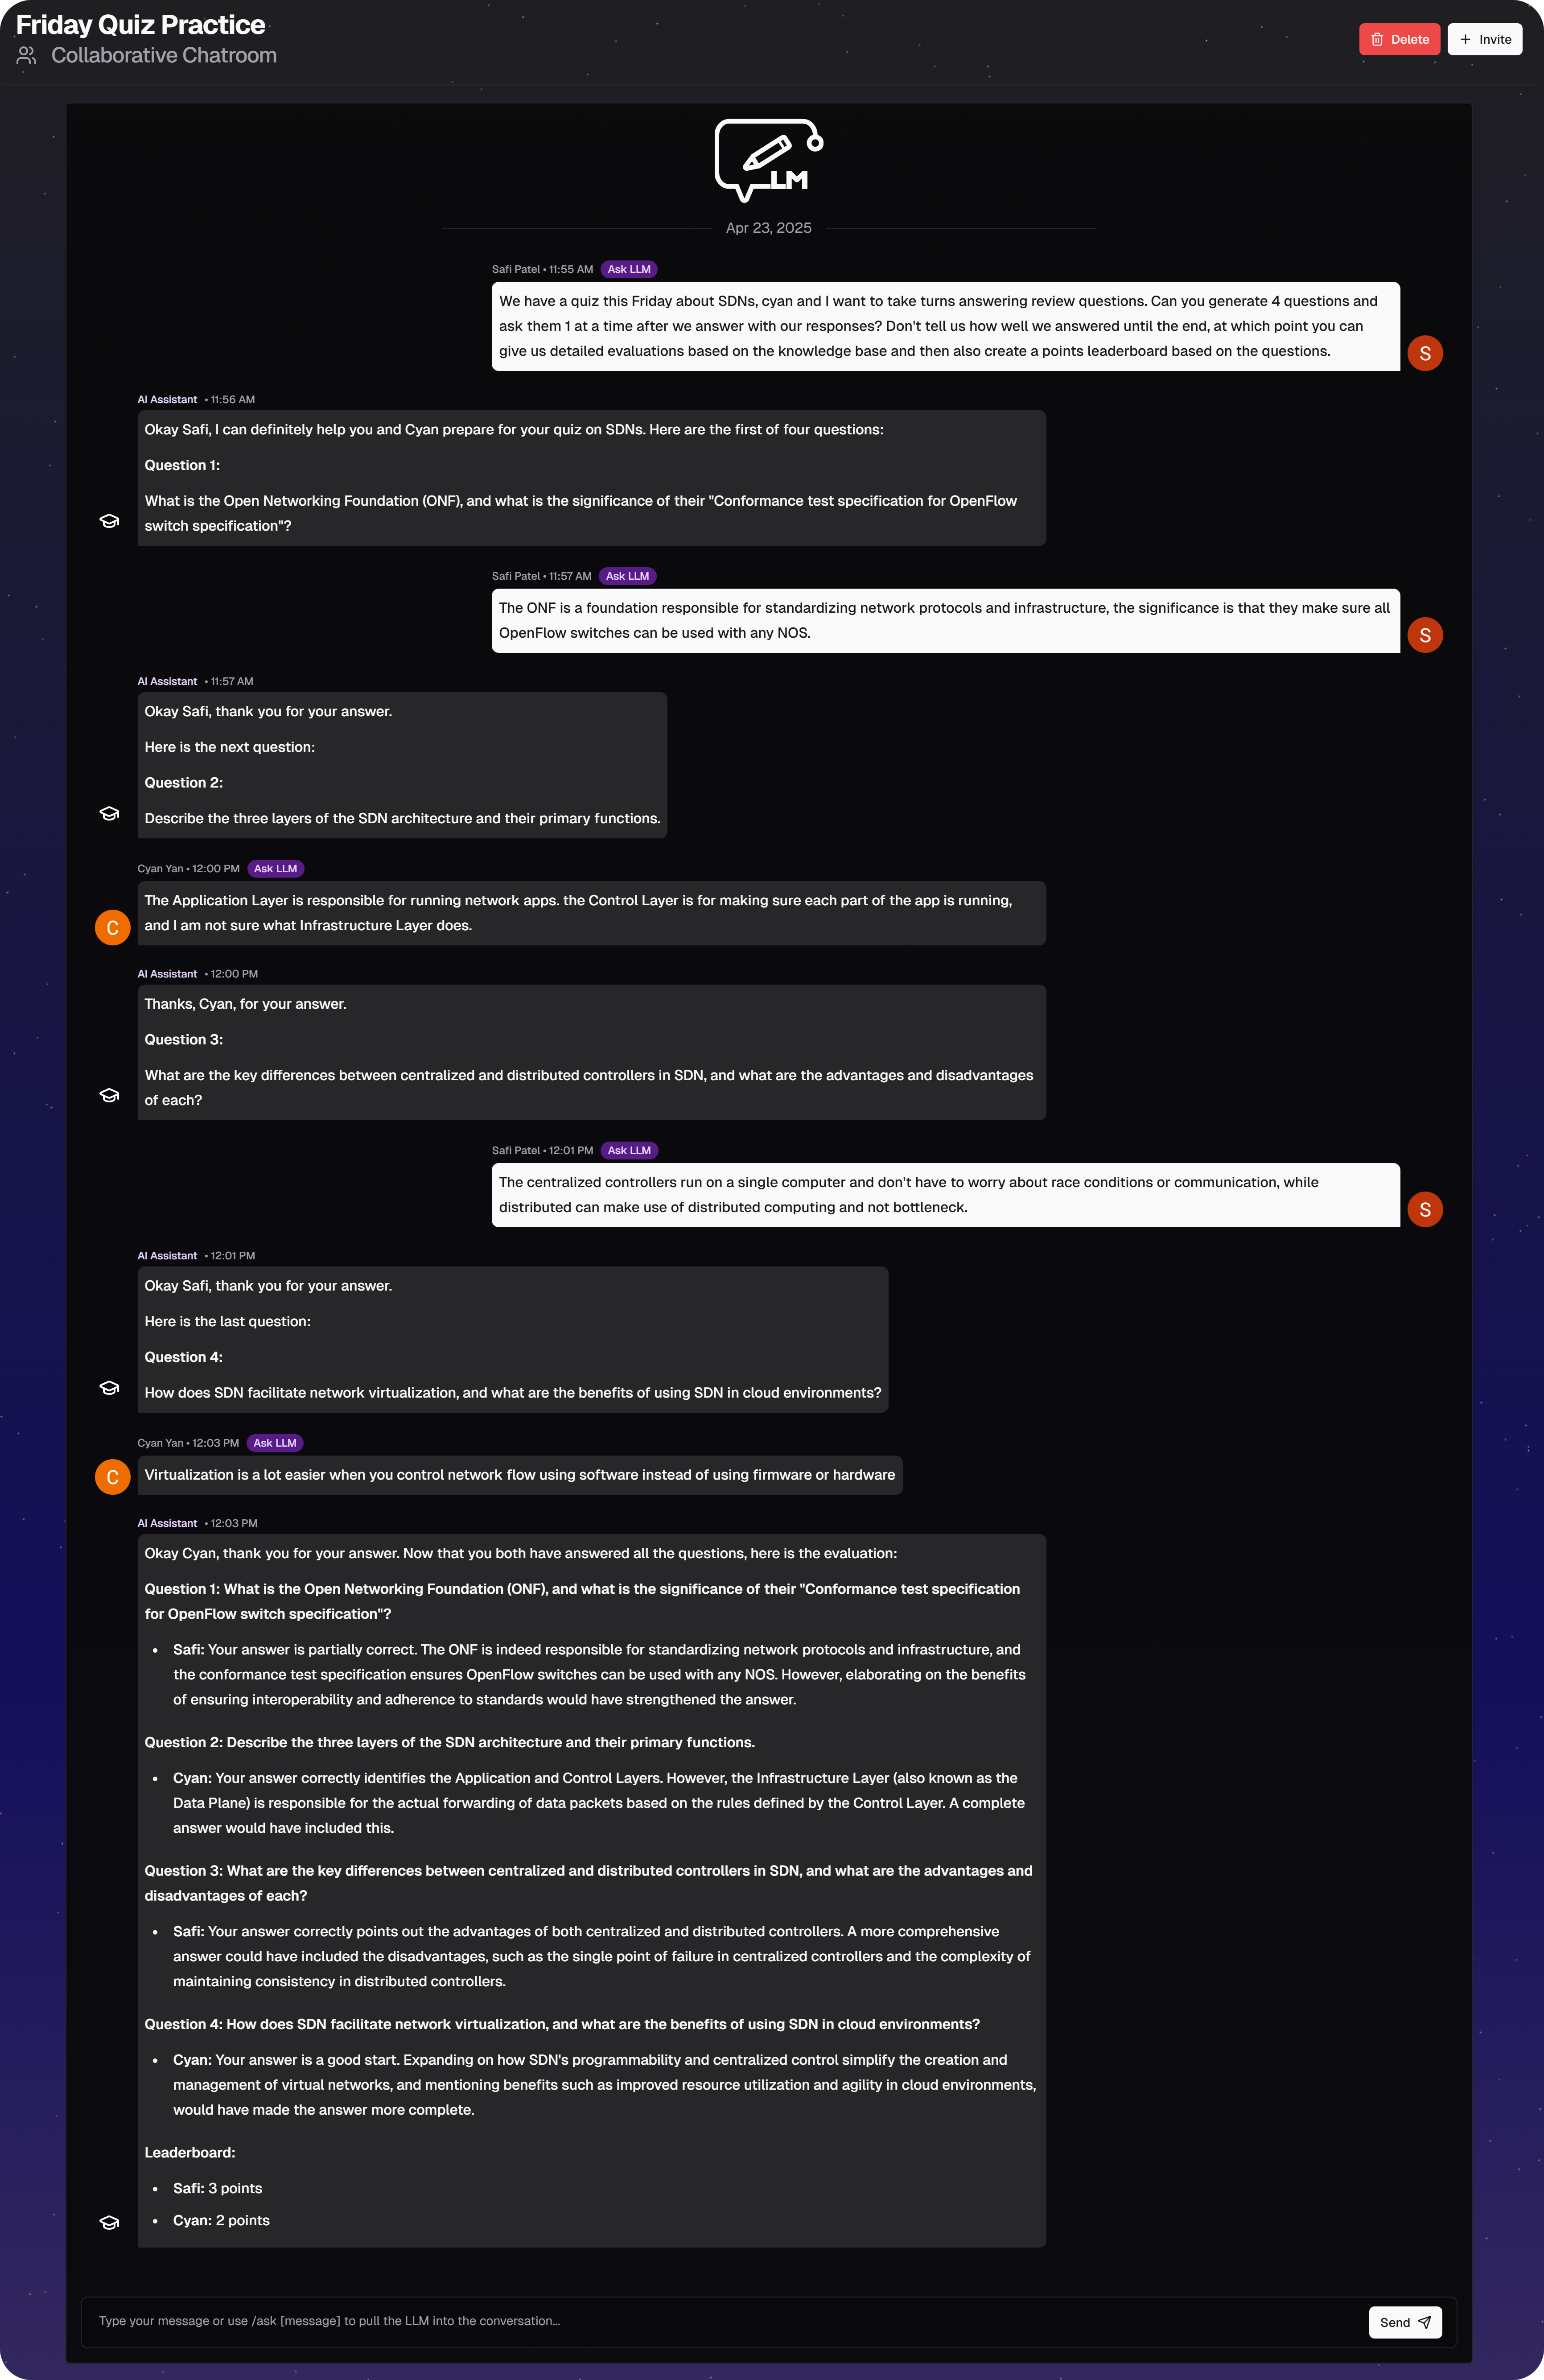 Friday Quiz Practice
Collaborative Chatroom
Delete
Invite
LM
Apr 23, 2025
Safi Patel • 11:55 AM Ask LLM
We have a quiz this Friday about SDNs, cyan and I want to take turns answering review questions. Can you generate 4 questions and
ask them 1 at a time after we answer with our responses? Don't tell us how well we answered until the end, at which point you can
give us detailed evaluations based on the knowledge base and then also create a points leaderboard based on the questions.
S
AI Assistant • 11:56 AM
Okay Safi, I can definitely help you and Cyan prepare for your quiz on SDNs. Here are the first of four questions:
Question 1:
What is the Open Networking Foundation (ONF), and what is the significance of their "Conformance test specification for OpenFlow
switch specification"?
Safi Patel • 11:57 AM Ask LLM
The ONF is a foundation responsible for standardizing network protocols and infrastructure, the significance is that they make sure all
OpenFlow switches can be used with any NOS.
S
AI Assistant • 11:57 AM
Okay Safi, thank you for your answer.
Here is the next question:
Question 2:
Describe the three layers of the SDN architecture and their primary functions.
Cyan Yan • 12:00 PM Ask LLM
The Application Layer is responsible for running network apps. the Control Layer is for making sure each part of the app is running,
and I am not sure what Infrastructure Layer does.
C
AI Assistant • 12:00 PM
Thanks, Cyan, for your answer.
Question 3:
What are the key differences between centralized and distributed controllers in SDN, and what are the advantages and disadvantages
of each?
Safi Patel • 12:01 PM Ask LLM
The centralized controllers run on a single computer and don't have to worry about race conditions or communication, while
distributed can make use of distributed computing and not bottleneck.
S
AI Assistant • 12:01 PM
Okay Safi, thank you for your answer.
Here is the last question:
Question 4:
How does SDN facilitate network virtualization, and what are the benefits of using SDN in cloud environments?
Cyan Yan • 12:03 PM Ask LLM
C
Virtualization is a lot easier when you control network flow using software instead of using firmware or hardware
AI Assistant • 12:03 PM
Okay Cyan, thank you for your answer. Now that you both have answered all the questions, here is the evaluation:
Question 1: What is the Open Networking Foundation (ONF), and what is the significance of their "Conformance test specification
for OpenFlow switch specification"?
• Safi: Your answer is partially correct. The ONF is indeed responsible for standardizing network protocols and infrastructure, and
the conformance test specification ensures OpenFlow switches can be used with any NOS. However, elaborating on the benefits
of ensuring interoperability and adherence to standards would have strengthened the answer.
Question 2: Describe the three layers of the SDN architecture and their primary functions.
• Cyan: Your answer correctly identifies the Application and Control Layers. However, the Infrastructure Layer (also known as the
Data Plane) is responsible for the actual forwarding of data packets based on the rules defined by the Control Layer. A complete
answer would have included this.
Question 3: What are the key differences between centralized and distributed controllers in SDN, and what are the advantages and
disadvantages of each?
• Safi: Your answer correctly points out the advantages of both centralized and distributed controllers. A more comprehensive
answer could have included the disadvantages, such as the single point of failure in centralized controllers and the complexity of
maintaining consistency in distributed controllers.
Question 4: How does SDN facilitate network virtualization, and what are the benefits of using SDN in cloud environments?
• Cyan: Your answer is a good start. Expanding on how SDN's programmability and centralized control simplify the creation and
management of virtual networks, and mentioning benefits such as improved resource utilization and agility in cloud environments,
would have made the answer more complete.
Leaderboard:
• Safi: 3 points
• Cyan: 2 points
Type your message or use /ask [message] to pull the LLM into the conversation...
Send